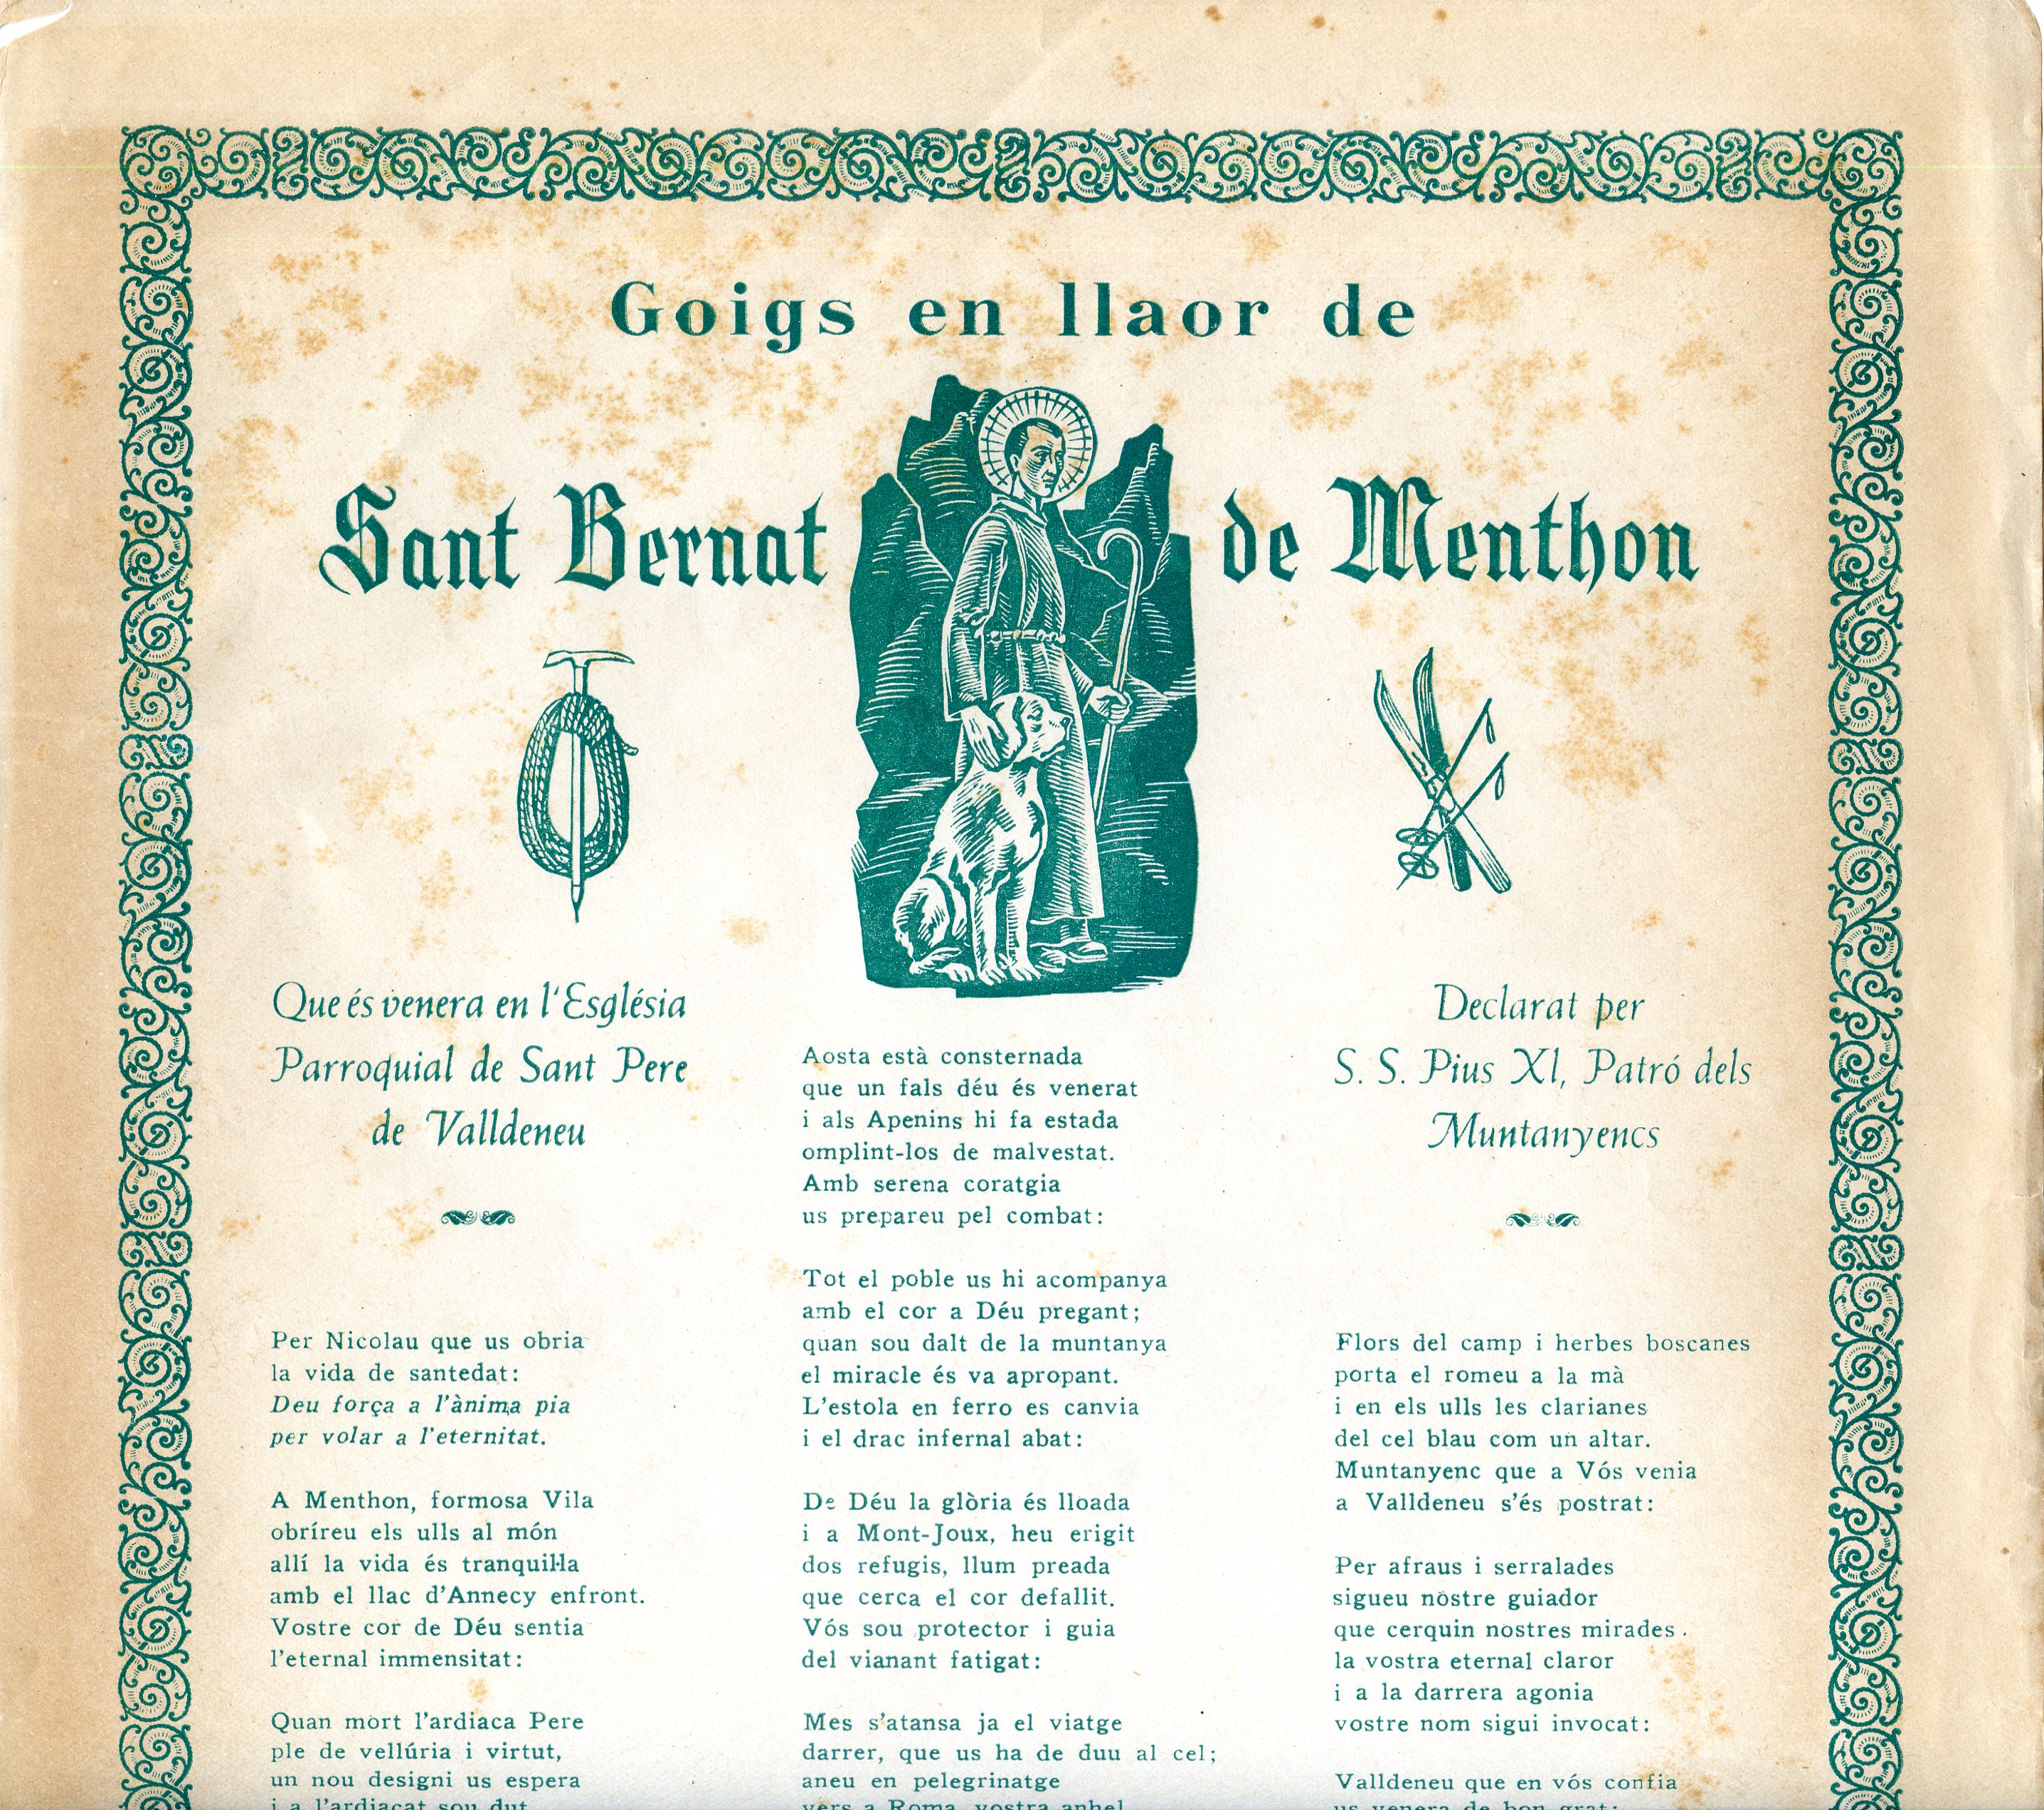 Goigs en llaor de
Sant Bernat de Menthon
Que és venera en l'Església
Parroquial de Sant Pere
de Valldeneu
Per Nicolau que us obria
la vida de santedat:
Deu força a l'ànima pia
per volar a l'eternitat.
A Menthon, formosa Vila
obríreu els ulls al món
allí la vida és tranquil·la
amb el llac d'Annecy enfront.
Vostre cor de Déu sentia
l'eternal immensitat:
Quan mort l'ardiaca Pere
ple de vellúria i virtut,
un nou designi us espera
i a l'ardiacat sou dut.
Aosta està consternada
que un fals déu és venerat
i als Apenins hi fa estada
omplint-los de malvestat.
Amb serena coratgia
us prepareu pel combat:
Tot el poble us hi acompanya
amb el cor a Déu pregant;
quan sou dalt de la muntanya
el miracle és va apropant.
L'estola en ferro es canvia
i el drac infernal abat:
De Déu la glòria és lloada
i a Mont-Joux, heu erigit
dos refugis, llum preada
que cerca el cor defallit.
Vós sou protector i guia
del vianant fatigat:
Mes s'atansa ja el viatge
darrer, que us ha de duu al cel;
aneu en pelegrinatge
vers a Roma, vostra anhel
Declarat per
S. S. Pius XI, Patró dels
Muntanyencs
Flors del camp i herbes boscanes
porta el romeu a la mà
i en els ulls les clarianes
del cel blau com un altar.
Muntanyenc que a Vós venia
a Valldeneu s'és postrat:
Per afraus i serralades
sigueu nostre guiador
que cerquin nostres mirades.
la vostra eternal claror
i a la darrera agonia
vostre nom sigui invocat:
Valldeneu que en vós confia
us venera de bon grat: